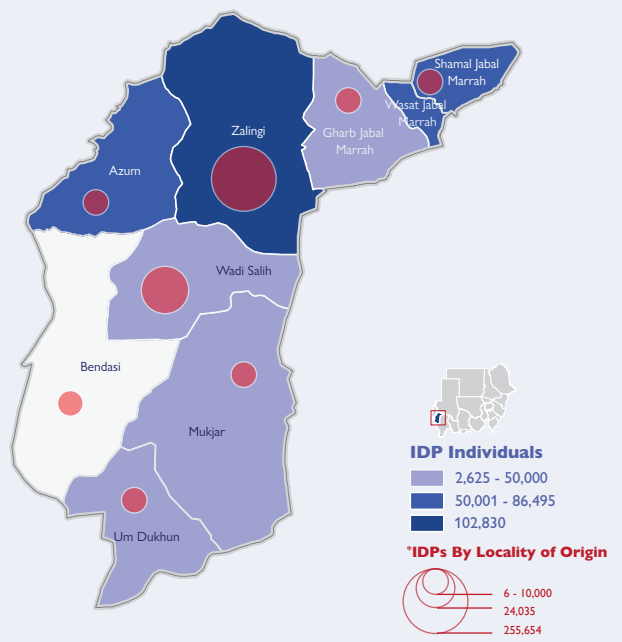 Shamal Jabal
Marrah
Wasat Jabal
Marrah
Zalingi
Gharb Jabal
Marrah
Azum
Wadi Salih
Bendasi
Mukjar
Um Dukhun
IDP Individuals
2,625 - 50,000
50,001 - 86,495
102,830
*IDPs By Locality of Origin
6 - 10,000
24,035
255,654